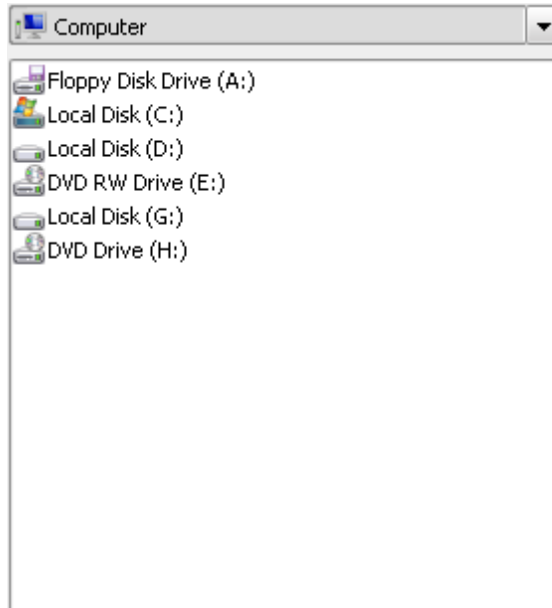 Computer
Floppy Disk Drive (A:)
Local Disk (C:)
Local Disk (D:)
DVD RW Drive (E:)
Local Disk (G:)
DVD Drive (H:)